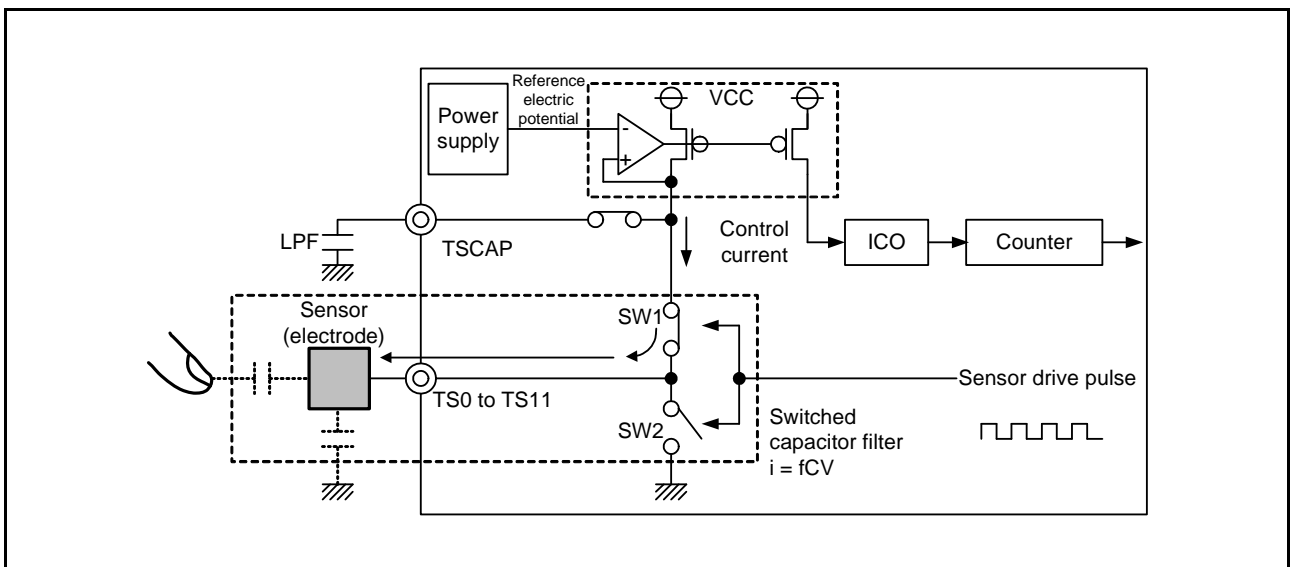 Power
supply
Reference
electric
potential
VCC
-
+
LPF
TSCAP
Control
current
ICO
Counter
Sensor
(electrode)
SW1
TS0 to TS11
SW2
Sensor drive pulse
Switched
capacitor filter
i = fCV